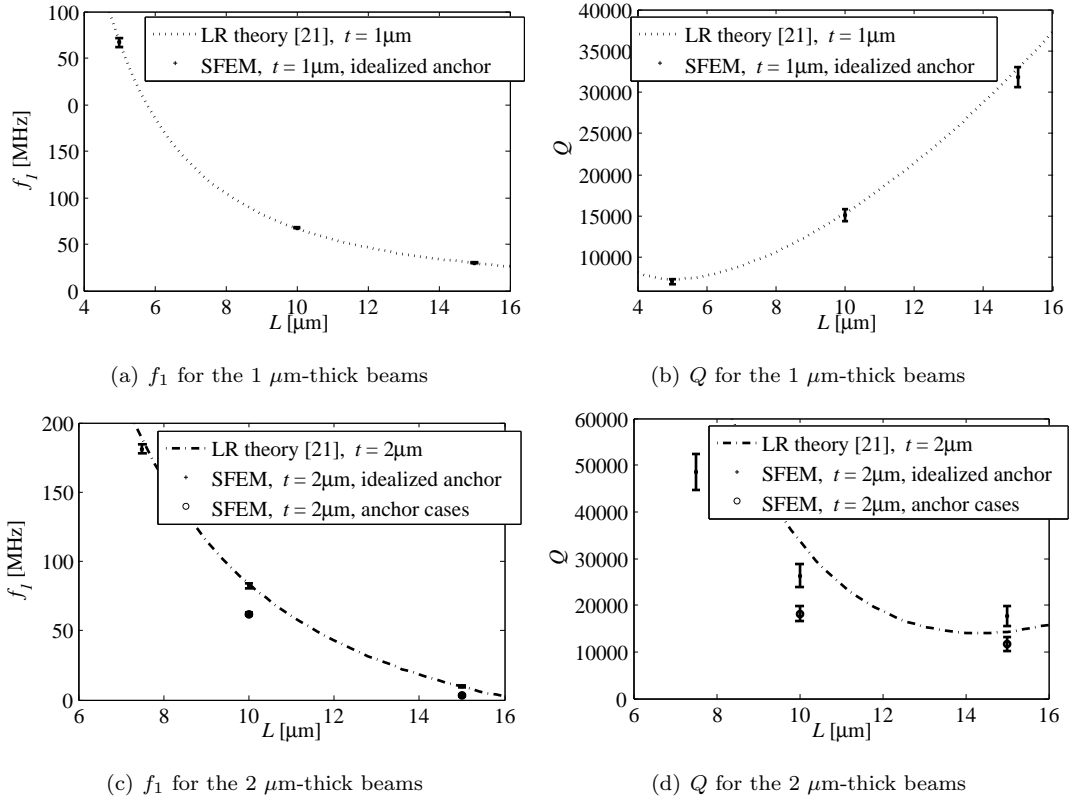 100
50
0
150
100
50
0
4 6 8 10 12 14 16
f1 [MHz]
L [μm]
LR theory [21], t = 1μm
SFEM, t = 1μm, idealized anchor
(a) f1 for the 1 μm-thick beams
40000
35000
30000
25000
20000
15000
10000
4 6 8 10 12 14 16
Q
L [μm]
LR theory [21], t = 1μm
SFEM, t = 1μm, idealized anchor
(b) Q for the 1 μm-thick beams
200
150
100
50
0
6 7 8 9 10 11 12 13 14 15 16
f1 [MHz]
L [μm]
LR theory [21], t = 2μm
SFEM, t = 2μm, idealized anchor
SFEM, t = 2μm, anchor cases
(c) f1 for the 2 μm-thick beams
60000
50000
40000
30000
20000
10000
0
6 8 10 12 14 16
Q
L [μm]
LR theory [21], t = 2μm
SFEM, t = 2μm, idealized anchor
SFEM, t = 2μm, anchor cases
(d) Q for the 2 μm-thick beams